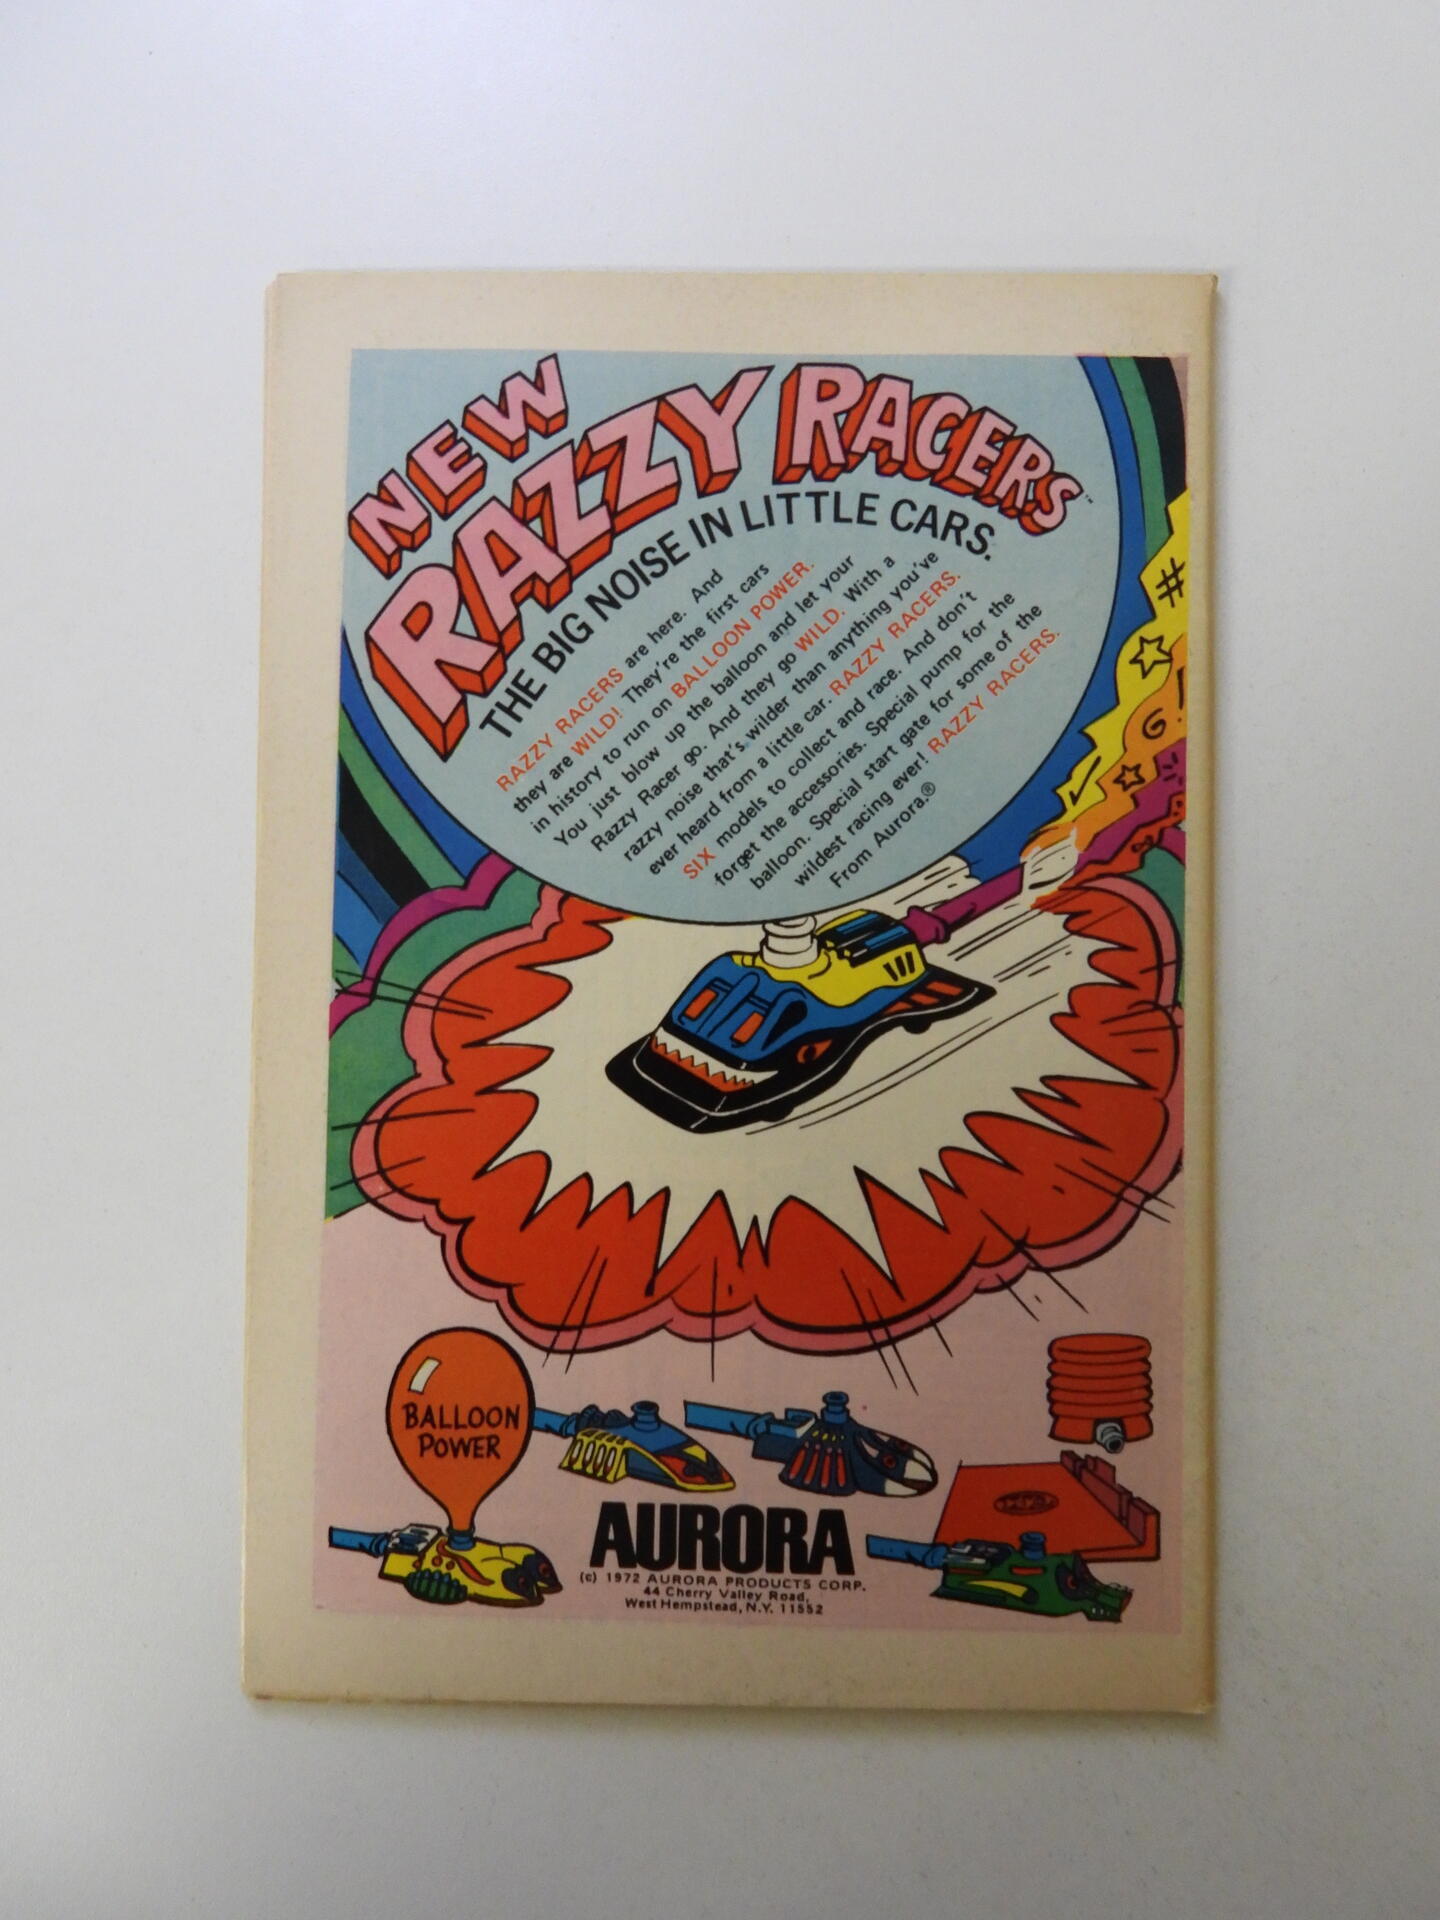 NEW
RAZZY RACERS™
THE BIG NOISE IN LITTLE CARS.
RAZZY RACERS are here. And
they are WILD! They're the first cars
in history to run on BALLOON POWER.
You just blow up the balloon and let your
Razzy Racer go. And they go WILD. With a
razzy noise that's wilder than anything you've
ever heard from a little car. RAZZY RACERS.
SIX models to collect and race. And don't
forget the accessories. Special pump for the
balloon. Special start gate for some of the
wildest racing ever! RAZZY RACERS.
From Aurora.®
#
G!
BALLOON
POWER
AURORA
(c) 1972 AURORA PRODUCTS CORP.
44 Cherry Valley Road,
West Hempstead, N.Y. 11552